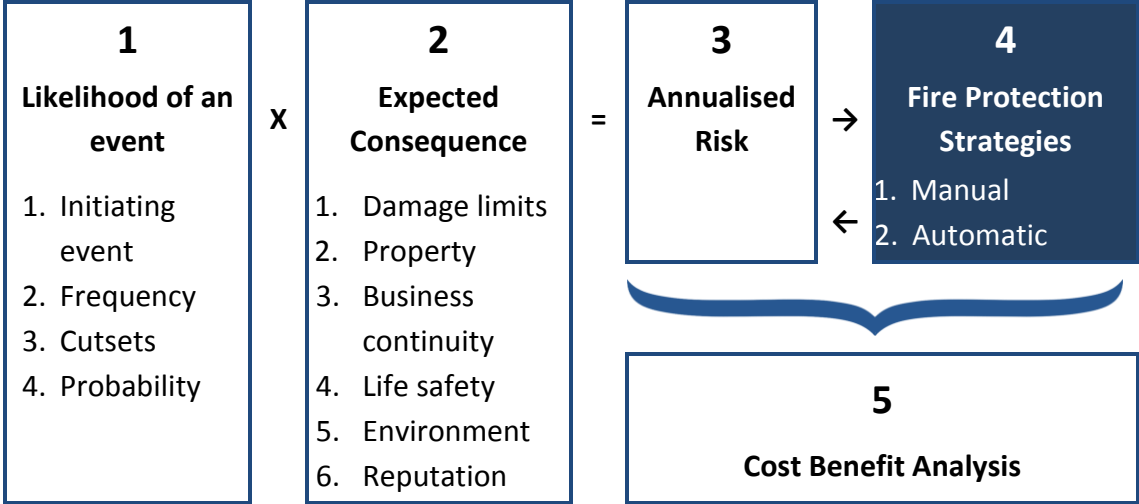 1
Likelihood of an
event
1. Initiating
event
2. Frequency
3. Cutsets
4. Probability
X
2
Expected
Consequence
1. Damage limits
2. Property
3. Business
continuity
4. Life safety
5. Environment
6. Reputation
=
3
Annualised
Risk
→
←
4
Fire Protection
Strategies
1. Manual
2. Automatic
5
Cost Benefit Analysis